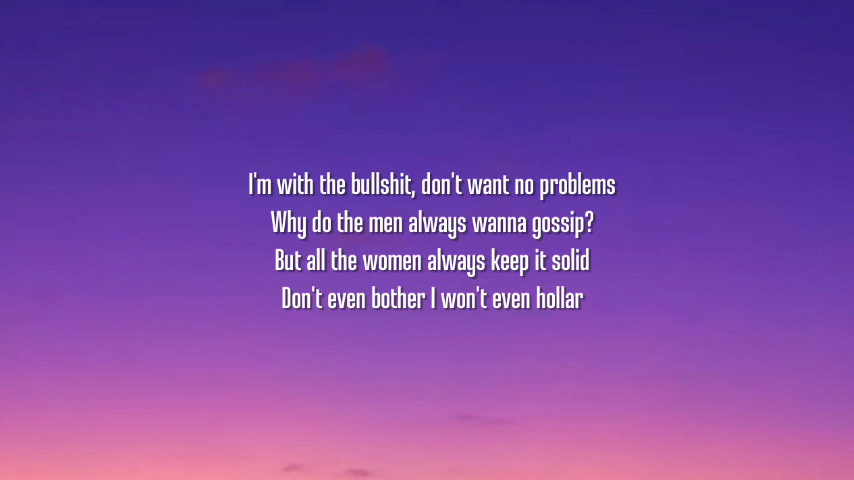 I'm with the bullshit, don't want no problems
Why do the men always wanna gossip?
But all the women always keep it solid
Don't even bother I won't even hollar